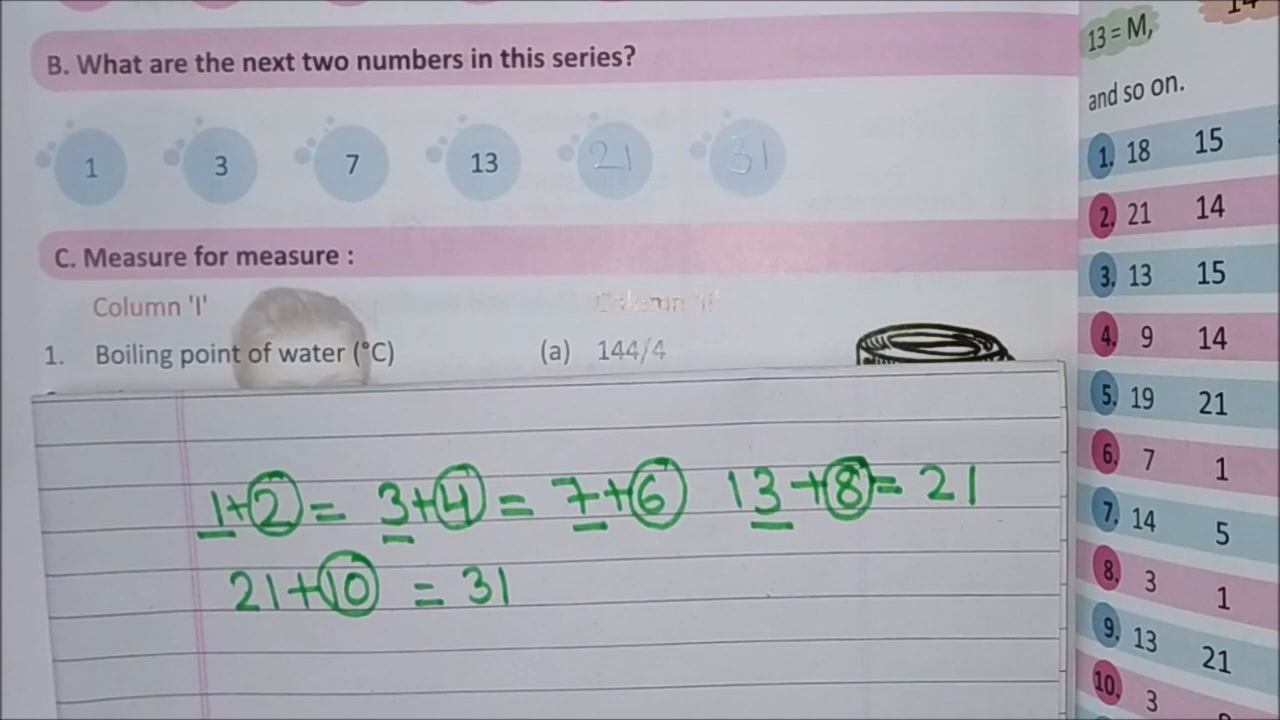 B. What are the next two numbers in this series?
1 3 7 13 21 31
C. Measure for measure :
Column 'I' Column 'II'
1. Boiling point of water (°C) (a) 144/4
1+2= 3+4= 7+6 13+8= 21
21+10 = 31
14
13 = M,
and so on.
1. 18 15
2. 21 14
3. 13 15
4. 9 14
5. 19 21
6. 7 1
7. 14 5
8. 3 1
9. 13 21
10. 3